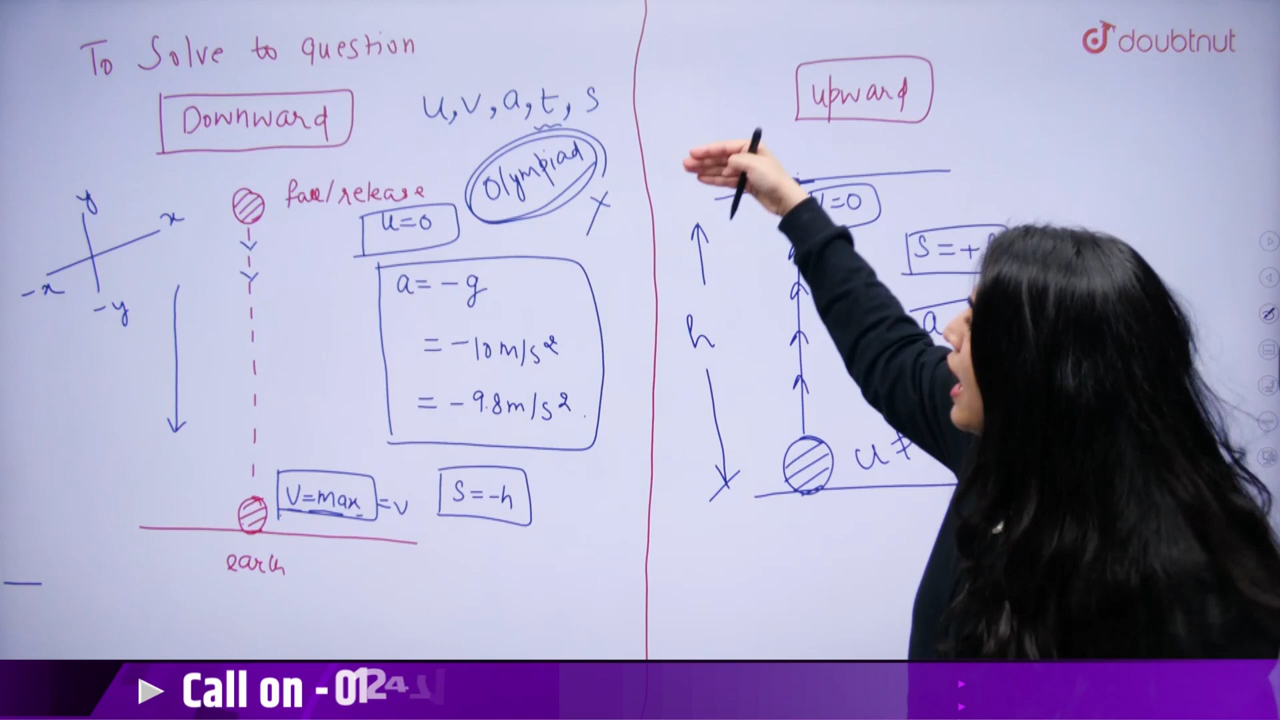 To Solve to question
Downward
u, v, a, t, s
Olympiad
fall/release
u=0
a = -g
= -10 m/s2
= -9.8 m/s2.
y
x
-x
-y
V=max = v
S=-h
earth
doubtnut
upward
=0
S=+
a
h
u≠
Call on - 0124